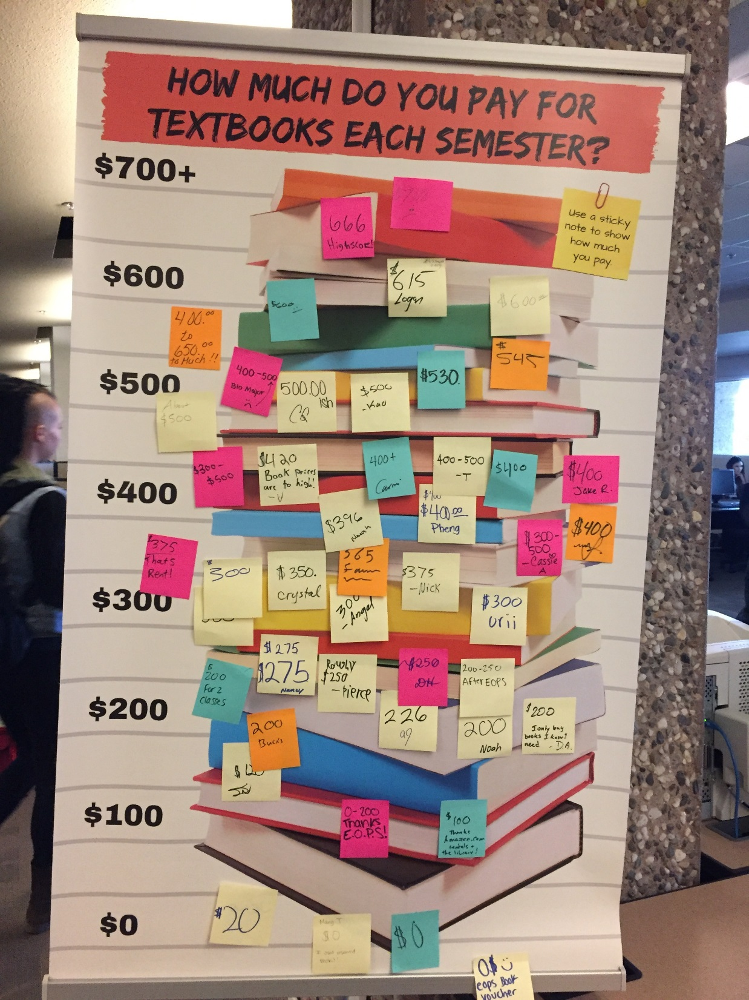 HOW MUCH DO YOU PAY FOR
TEXTBOOKS EACH SEMESTER?
$700+
Use a sticky
note to show
how much
you pay.
666
Highscore!
$600
$615
Logan
$600
$600
400.00
to
650.00
to Much!!
$545
$530.
$500
400-500
Bio Major
500.00
ish
$500
-Kau
About
$500
$300-
$500
$420
Book prices
are to high!
-V
400+
400-500
-T
$400
$400
Jake R.
$400
$400.00
Pheng
$396
$300-
500
-Cassie
A
$400
$375
Thats
Rent!
$300
$300
$350.
Crystal
365
$375
-Nick
300
-Angel
$300
urii
$275
$275
Nancy
Roughly
$250
-Pierce
~$250
DH
200-250
After EOPS
$200
$
200
For 2
classes
200
Bucks
226
ag
200
Noah
$200
I only buy
books I know I
need -D.A.
$120
$100
0-200
Thanks
E.O.P.S!
$100
Thanks
Amazon.com
rentals +
the library!
$0
$20
$0
$0
0$
eops Book
voucher